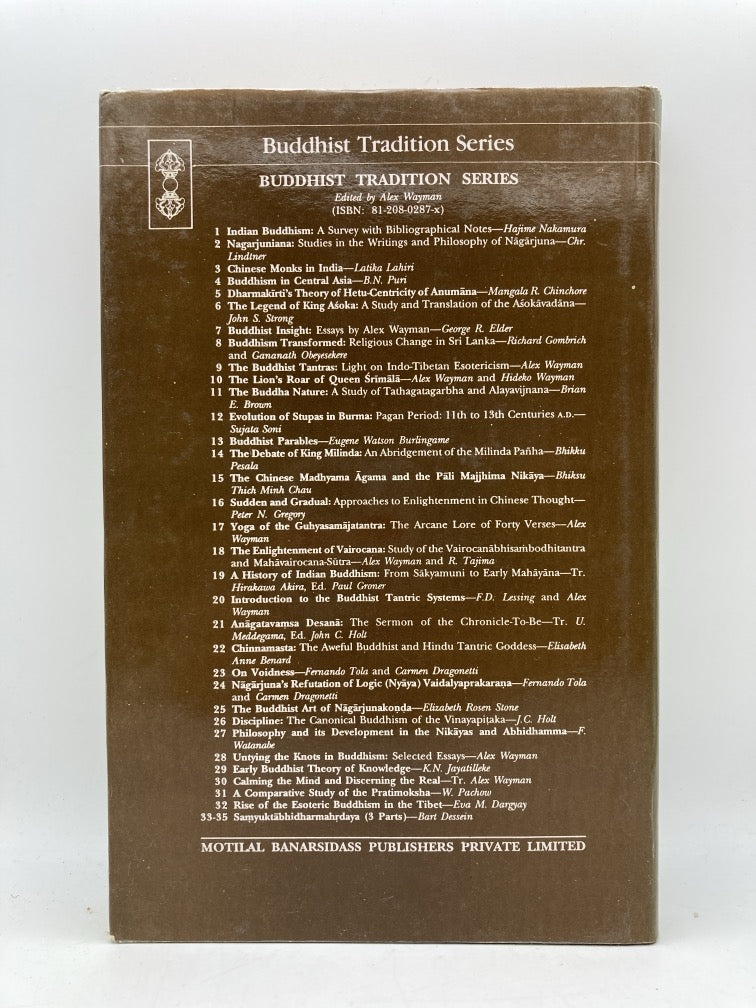 Buddhist Tradition Series
BUDDHIST TRADITION SERIES
Edited by Alex Wayman
(ISBN: 81-208-0287-x)
1 Indian Buddhism: A Survey with Bibliographical Notes—Hajime Nakamura
2 Nagarjuniana: Studies in the Writings and Philosophy of Nāgārjuna—Chr.
Lindtner
3 Chinese Monks in India—Latika Lahiri
4 Buddhism in Central Asia—B.N. Puri
5 Dharmakīrti's Theory of Hetu-Centricity of Anumāna—Mangala R. Chinchore
6 The Legend of King Aśoka: A Study and Translation of the Aśokāvadāna—
John S. Strong
7 Buddhist Insight: Essays by Alex Wayman—George R. Elder
8 Buddhism Transformed: Religious Change in Sri Lanka—Richard Gombrich
and Gananath Obeyesekere
9 The Buddhist Tantras: Light on Indo-Tibetan Esotericism—Alex Wayman
10 The Lion's Roar of Queen Śrīmālā—Alex Wayman and Hideko Wayman
11 The Buddha Nature: A Study of Tathagatagarbha and Alayavijnana—Brian
E. Brown
12 Evolution of Stupas in Burma: Pagan Period: 11th to 13th Centuries A.D.—
Sujata Soni
13 Buddhist Parables—Eugene Watson Burlingame
14 The Debate of King Milinda: An Abridgement of the Milinda Pañha—Bhikku
Pesala
15 The Chinese Madhyama Āgama and the Pāli Majjhima Nikāya—Bhiksu
Thich Minh Chau
16 Sudden and Gradual: Approaches to Enlightenment in Chinese Thought—
Peter N. Gregory
17 Yoga of the Guhyasamājatantra: The Arcane Lore of Forty Verses—Alex
Wayman
18 The Enlightenment of Vairocana: Study of the Vairocanābhisaṃbodhitantra
and Mahāvairocana-Sūtra—Alex Wayman and R. Tajima
19 A History of Indian Buddhism: From Sākyamuni to Early Mahāyāna—Tr.
Hirakawa Akira, Ed. Paul Groner
20 Introduction to the Buddhist Tantric Systems—F.D. Lessing and Alex
Wayman
21 Anāgatavaṃsa Desanā: The Sermon of the Chronicle-To-Be—Tr. U.
Meddegama, Ed. John C. Holt
22 Chinnamasta: The Aweful Buddhist and Hindu Tantric Goddess—Elisabeth
Anne Benard
23 On Voidness—Fernando Tola and Carmen Dragonetti
24 Nāgārjuna's Refutation of Logic (Nyāya) Vaidalyaprakaraṇa—Fernando Tola
and Carmen Dragonetti
25 The Buddhist Art of Nāgārjunakoṇḍa—Elizabeth Rosen Stone
26 Discipline: The Canonical Buddhism of the Vinayapiṭaka—J.C. Holt
27 Philosophy and its Development in the Nikāyas and Abhidhamma—F.
Watanabe
28 Untying the Knots in Buddhism: Selected Essays—Alex Wayman
29 Early Buddhist Theory of Knowledge—K.N. Jayatilleke
30 Calming the Mind and Discerning the Real—Tr. Alex Wayman
31 A Comparative Study of the Pratimoksha—W. Pachow
32 Rise of the Esoteric Buddhism in the Tibet—Eva M. Dargyay
33-35 Saṃyuktābhidharmahṛdaya (3 Parts)—Bart Dessein
MOTILAL BANARSIDASS PUBLISHERS PRIVATE LIMITED